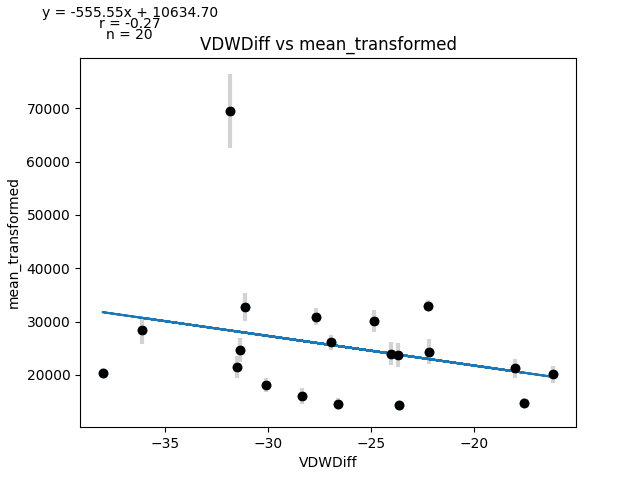 y = -555.55x + 10634.70
r = -0.27
n = 20
VDWDiff vs mean_transformed
70000
60000
50000
40000
30000
20000
mean_transformed
−35
−30
−25
−20
VDWDiff